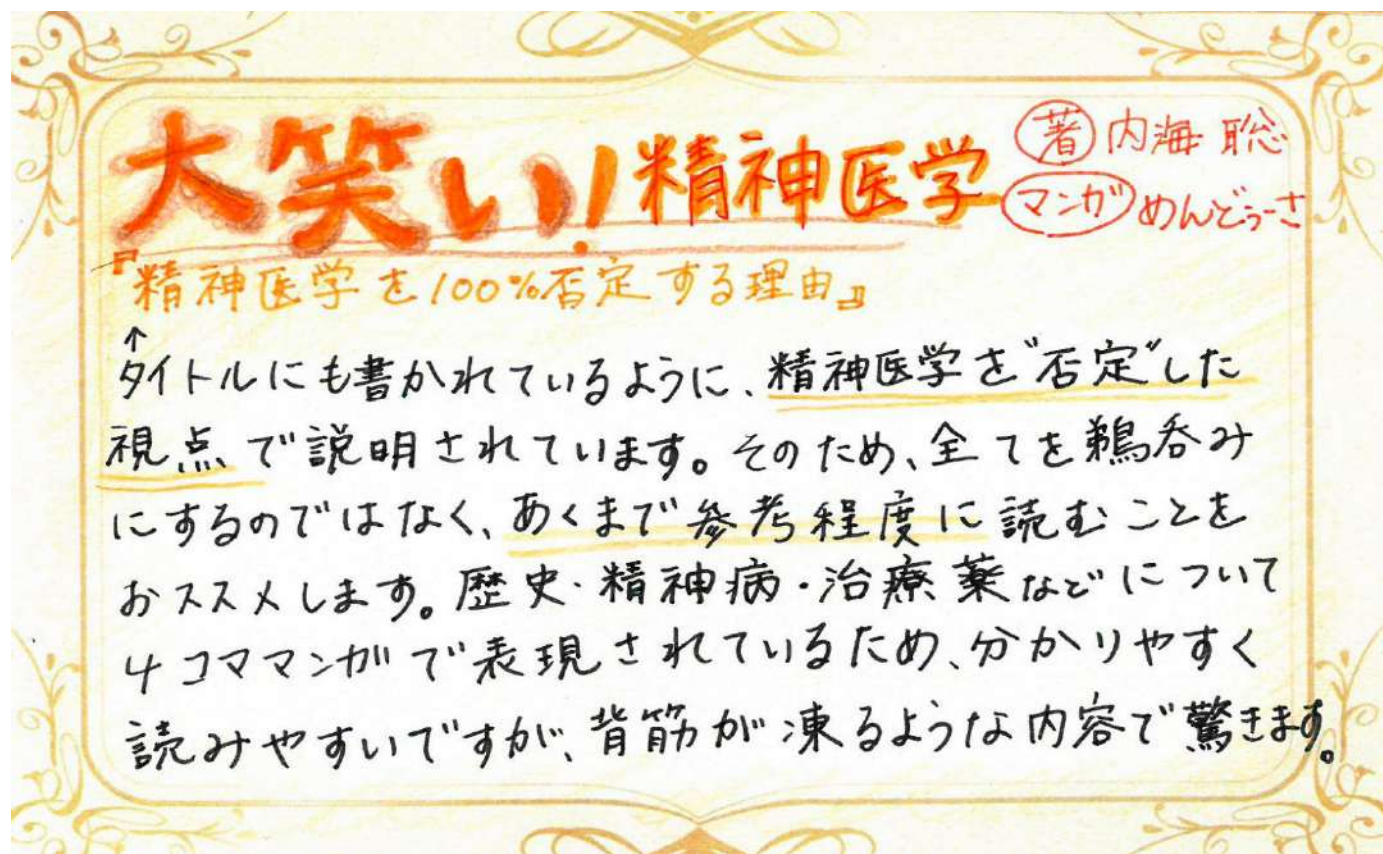 大笑い!精神医学
著 内海 聡
マンガ めんどぅーさ
『精神医学を100%否定する理由』
↑
タイトルにも書かれているように、精神医学を"否定"した
視点で説明されています。そのため、全てを鵜呑み
にするのではなく、あくまで参考程度に読むことを
おススメします。歴史・精神病・治療薬などについて
4コママンガで表現されているため、分かりやすく
読みやすいですが、背筋が凍るような内容で驚きます。